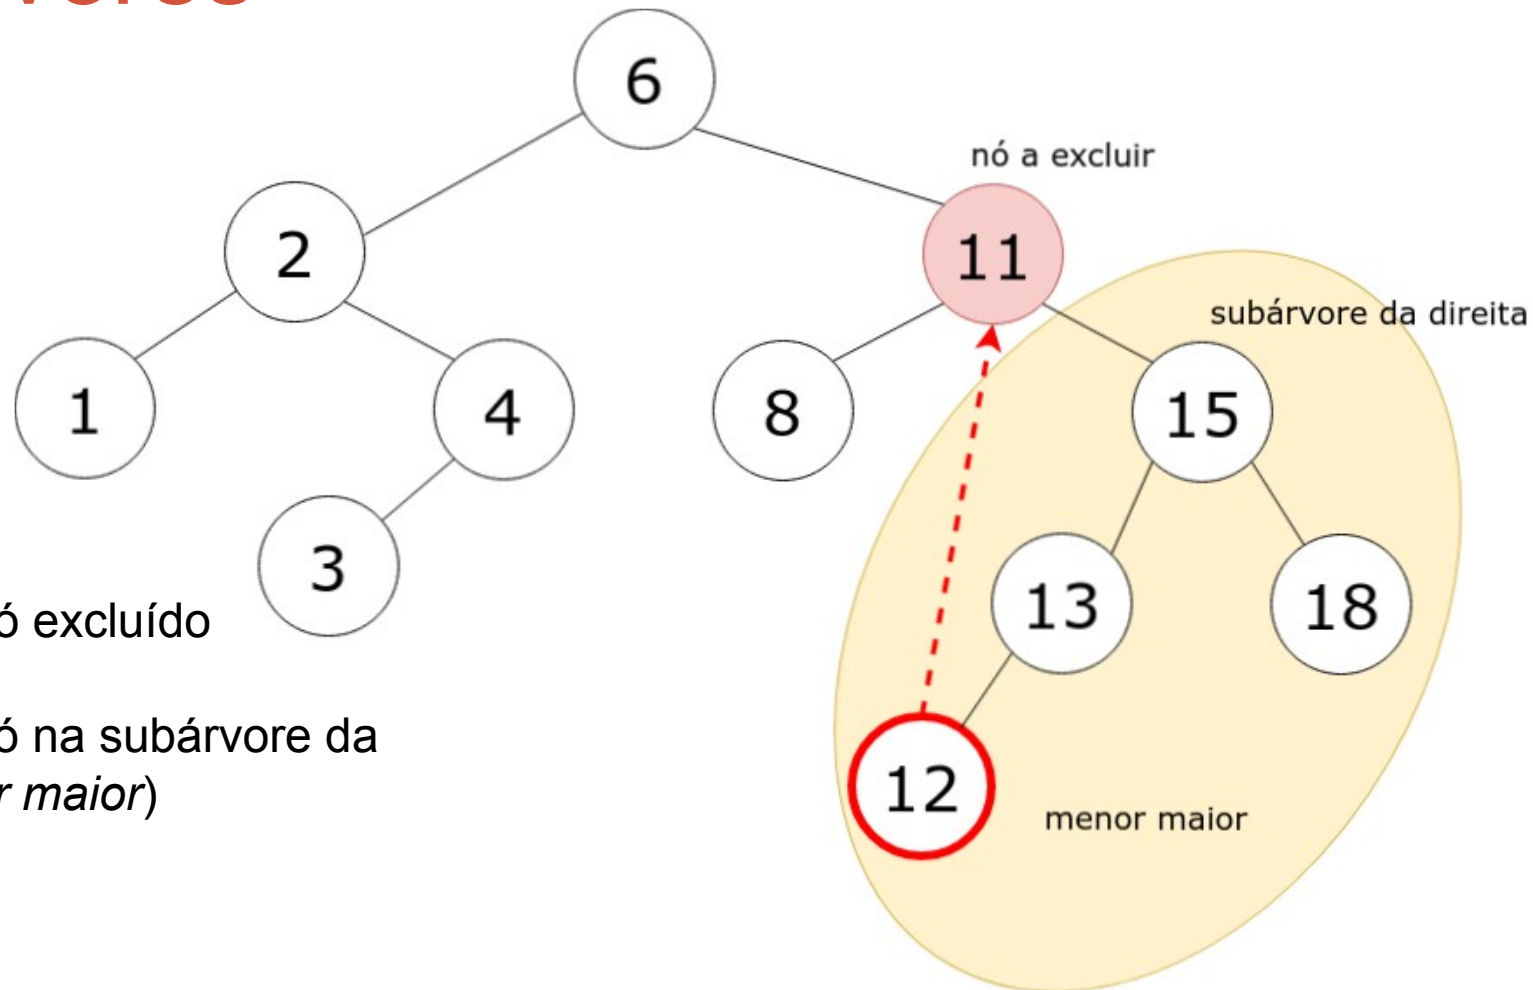 6
nó a excluir
2
11
subárvore da direita
1
4
8
15
3
13
18
excluído
na subárvore da
maior)
12
menor maior